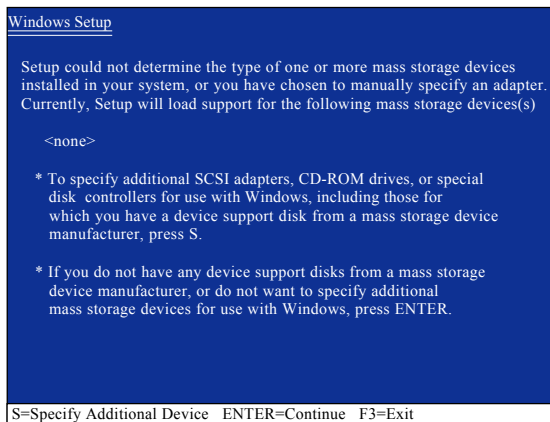 Windows Setup
Setup could not determine the type of one or more mass storage devices
installed in your system, or you have chosen to manually specify an adapter.
Currently, Setup will load support for the following mass storage devices(s)
<none>
* To specify additional SCSI adapters, CD-ROM drives, or special
disk controllers for use with Windows, including those for
which you have a device support disk from a mass storage device
manufacturer, press S.
* If you do not have any device support disks from a mass storage
device manufacturer, or do not want to specify additional
mass storage devices for use with Windows, press ENTER.
S=Specify Additional Device ENTER=Continue F3=Exit